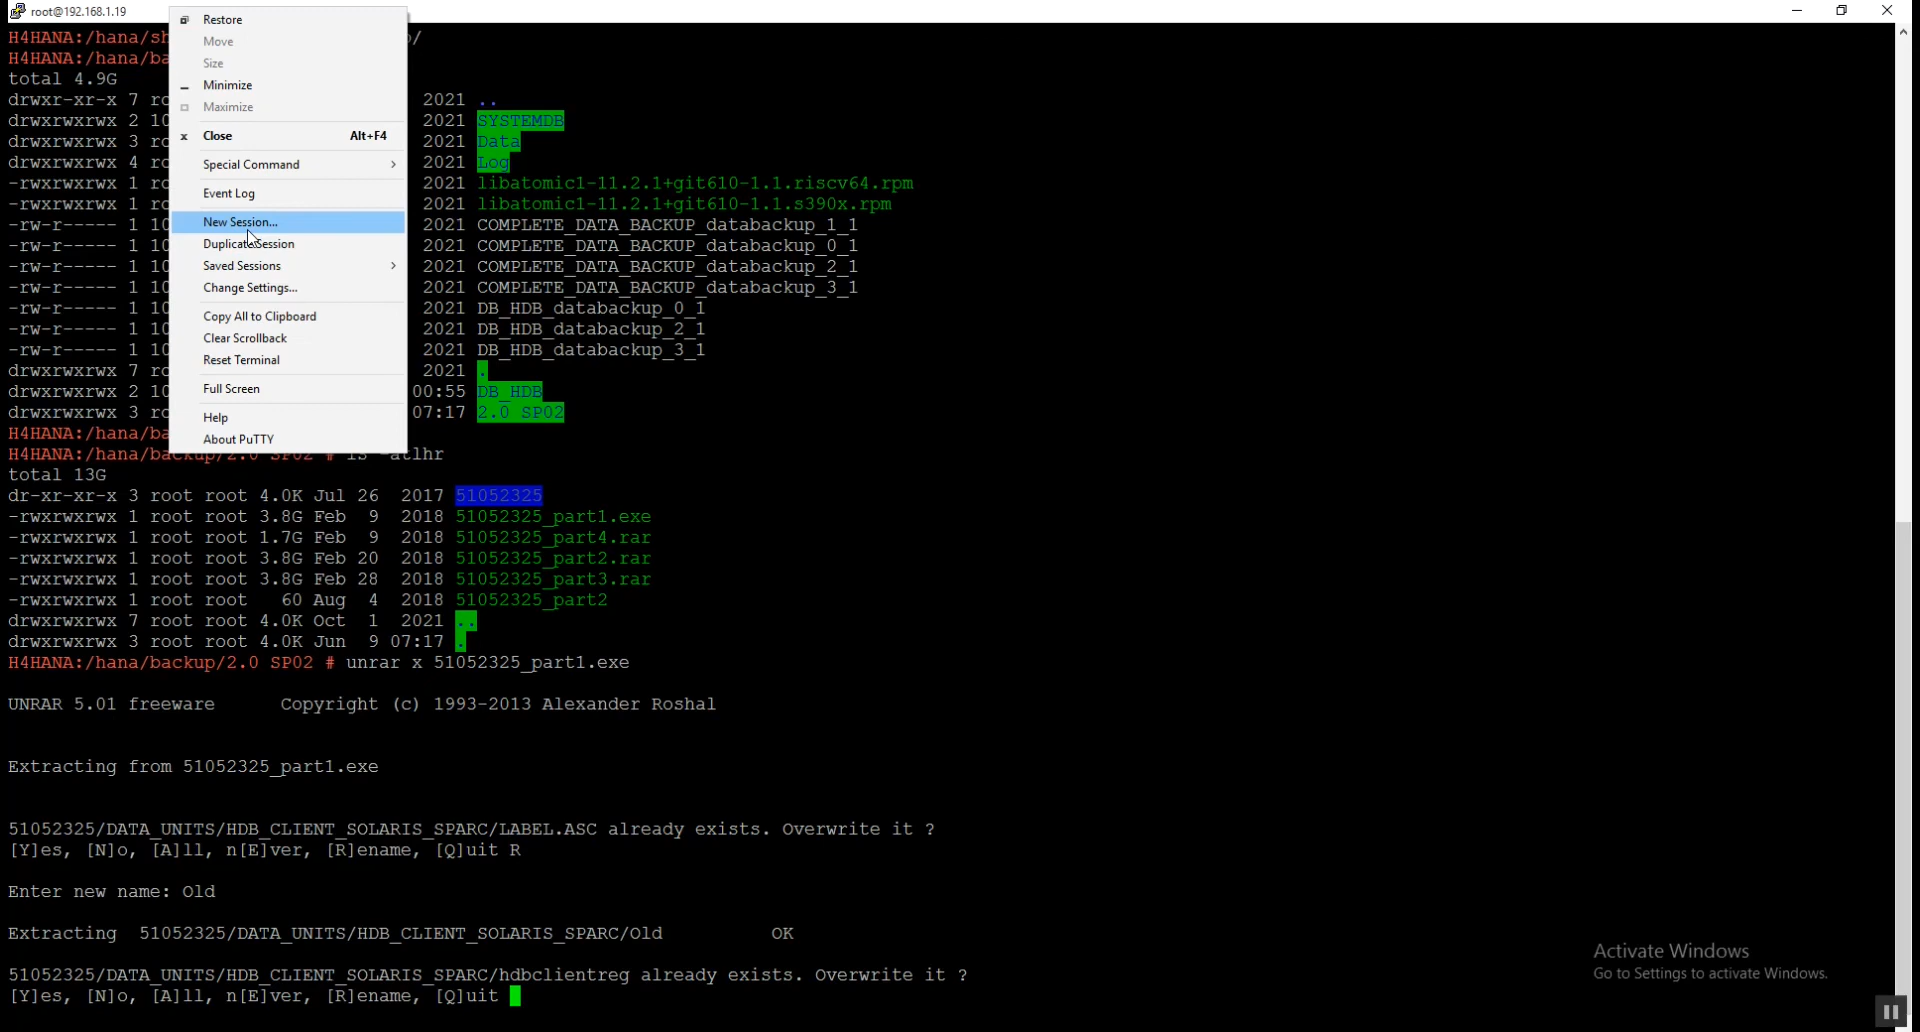 root@192.168.1.19
H4HANA:/hana/sh
/
H4HANA:/hana/ba
total 4.9G
drwxr-xr-x 7 ro 2021 ..
drwxrwxrwx 2 10 2021 SYSTEMDB
drwxrwxrwx 3 ro 2021 Data
drwxrwxrwx 4 ro 2021 Log
-rwxrwxrwx 1 ro 2021 libatomic1-11.2.1+git610-1.1.riscv64.rpm
-rwxrwxrwx 1 ro 2021 libatomic1-11.2.1+git610-1.1.s390x.rpm
-rw-r----- 1 10 2021 COMPLETE_DATA_BACKUP_databackup_1_1
-rw-r----- 1 10 2021 COMPLETE_DATA_BACKUP_databackup_0_1
-rw-r----- 1 10 2021 COMPLETE_DATA_BACKUP_databackup_2_1
-rw-r----- 1 10 2021 COMPLETE_DATA_BACKUP_databackup_3_1
-rw-r----- 1 10 2021 DB_HDB_databackup_0_1
-rw-r----- 1 10 2021 DB_HDB_databackup_2_1
-rw-r----- 1 10 2021 DB_HDB_databackup_3_1
drwxrwxrwx 7 ro 2021 .
drwxrwxrwx 2 10 00:55 DB_HDB
drwxrwxrwx 3 ro 07:17 2.0 SP02
H4HANA:/hana/ba
Restore
Move
Size
Minimize
Maximize
Close Alt+F4
Special Command
Event Log
New Session...
Duplicate Session
Saved Sessions
Change Settings...
Copy All to Clipboard
Clear Scrollback
Reset Terminal
Full Screen
Help
About PuTTY
H4HANA:/hana/backup/2.0 SP02 # ls -atlhr
total 13G
dr-xr-xr-x 3 root root 4.0K Jul 26 2017 51052325
-rwxrwxrwx 1 root root 3.8G Feb 9 2018 51052325_part1.exe
-rwxrwxrwx 1 root root 1.7G Feb 9 2018 51052325_part4.rar
-rwxrwxrwx 1 root root 3.8G Feb 20 2018 51052325_part2.rar
-rwxrwxrwx 1 root root 3.8G Feb 28 2018 51052325_part3.rar
-rwxrwxrwx 1 root root 60 Aug 4 2018 51052325_part2
drwxrwxrwx 7 root root 4.0K Oct 1 2021 ..
drwxrwxrwx 3 root root 4.0K Jun 9 07:17 .
H4HANA:/hana/backup/2.0 SP02 # unrar x 51052325_part1.exe
UNRAR 5.01 freeware Copyright (c) 1993-2013 Alexander Roshal
Extracting from 51052325_part1.exe
51052325/DATA_UNITS/HDB_CLIENT_SOLARIS_SPARC/LABEL.ASC already exists. Overwrite it ?
[Y]es, [N]o, [A]ll, n[E]ver, [R]ename, [Q]uit R
Enter new name: Old
Extracting 51052325/DATA_UNITS/HDB_CLIENT_SOLARIS_SPARC/Old OK
51052325/DATA_UNITS/HDB_CLIENT_SOLARIS_SPARC/hdbclientreg already exists. Overwrite it ?
[Y]es, [N]o, [A]ll, n[E]ver, [R]ename, [Q]uit
Activate Windows
Go to Settings to activate Windows.